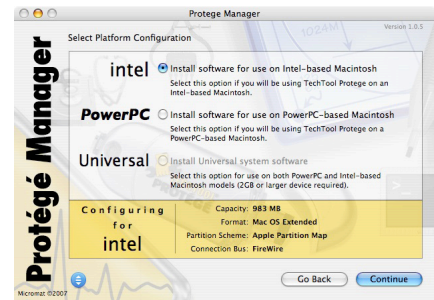 Protege Manager
Version 1.0.5
Select Platform Configuration
Protégé Manager
intel
Install software for use on Intel-based Macintosh
Select this option if you will be using TechTool Protege on an
Intel-based Macintosh.
PowerPC
Install software for use on PowerPC-based Macintosh
Select this option if you will be using TechTool Protege on a
PowerPC-based Macintosh.
Universal
Install Universal system software
Select this option for use on both PowerPC and Intel-based
Macintosh models (2GB or larger device required).
Configuring
for
intel
Capacity: 983 MB
Format: Mac OS Extended
Partition Scheme: Apple Partition Map
Connection Bus: FireWire
Go Back
Continue
Micromat ©2007